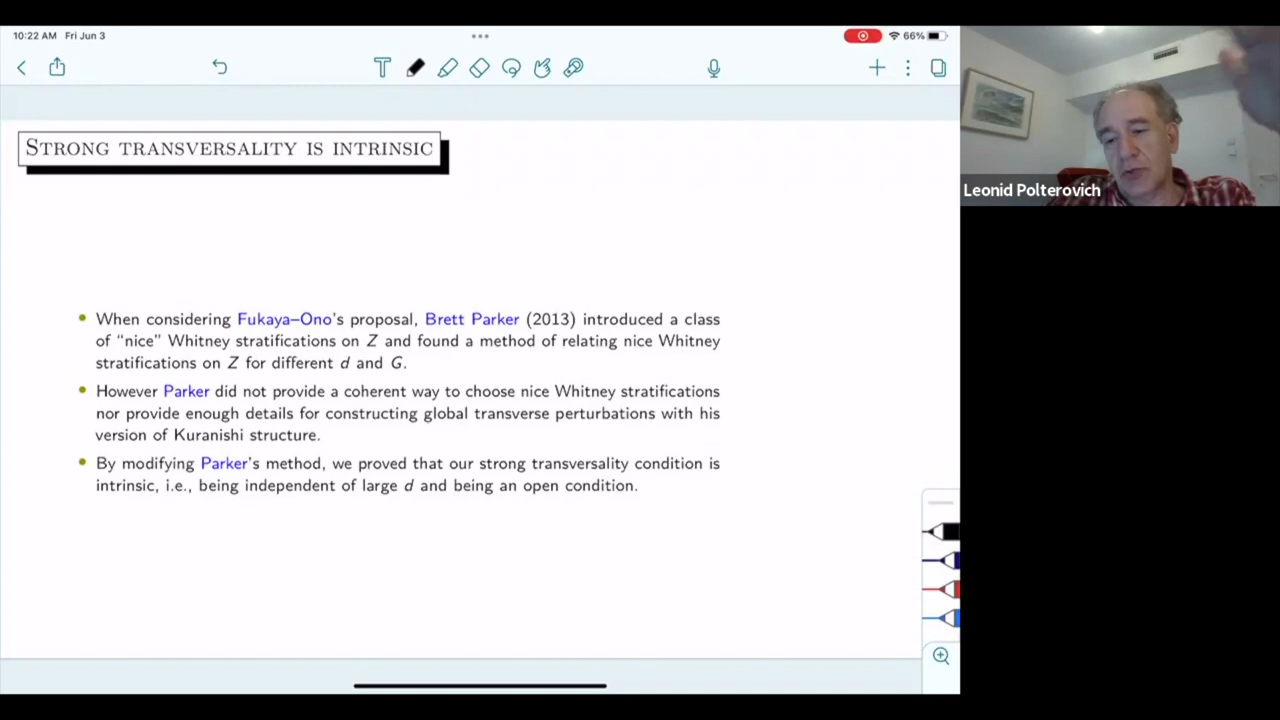 10:22 AM Fri Jun 3
66%
STRONG TRANSVERSALITY IS INTRINSIC
Leonid Polterovich
• When considering Fukaya–Ono's proposal, Brett Parker (2013) introduced a class
of “nice” Whitney stratifications on Z and found a method of relating nice Whitney
stratifications on Z for different d and G.
• However Parker did not provide a coherent way to choose nice Whitney stratifications
nor provide enough details for constructing global transverse perturbations with his
version of Kuranishi structure.
• By modifying Parker's method, we proved that our strong transversality condition is
intrinsic, i.e., being independent of large d and being an open condition.